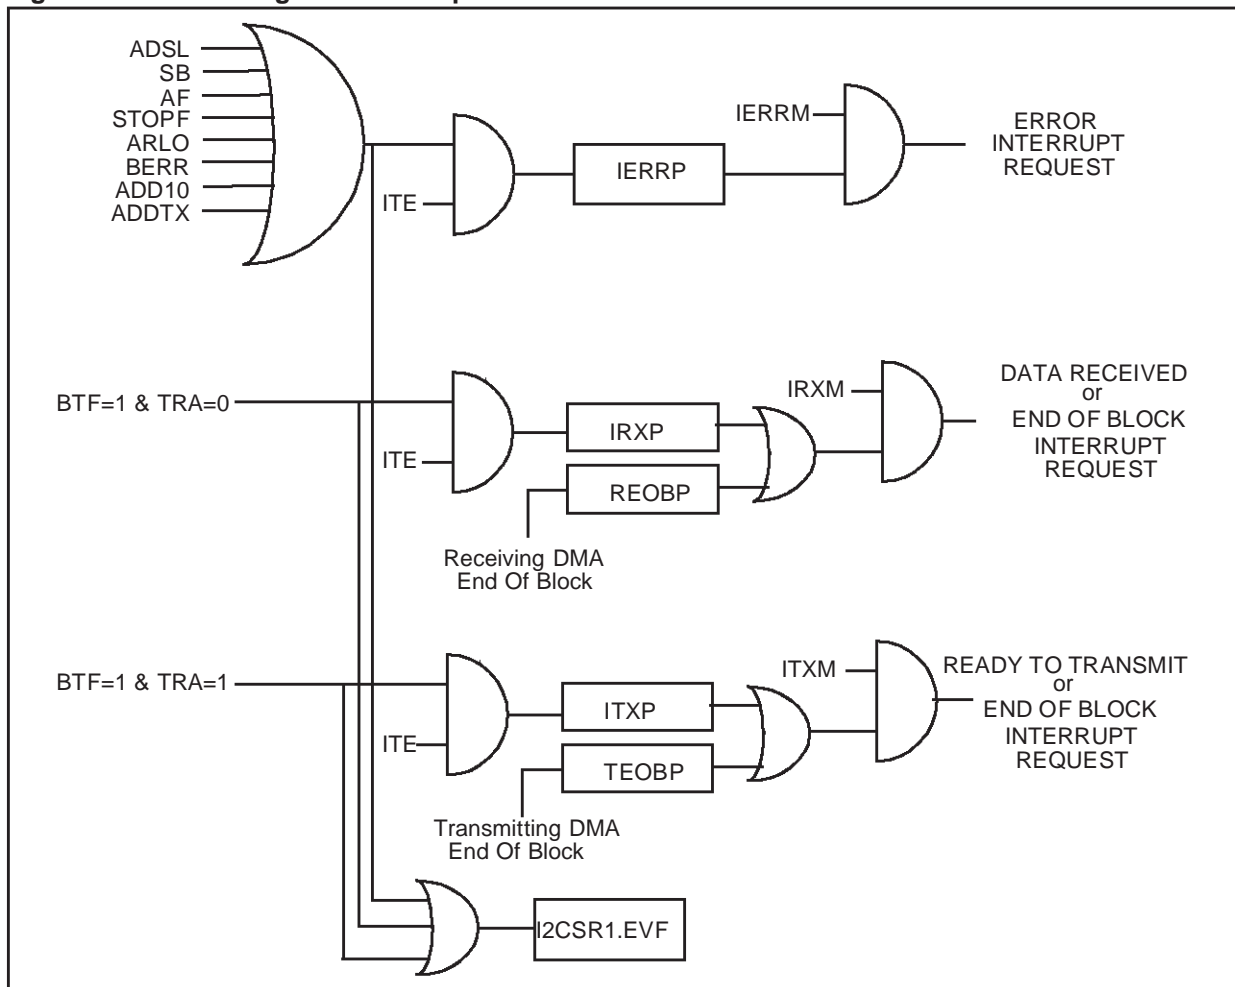 ADSL
SB
AF
STOPF
ARLO
BERR
ADD10
ADDTX
ITE
IERRP
IERRM
ERROR
INTERRUPT
REQUEST
BTF=1 & TRA=0
ITE
IRXP
REOBP
Receiving DMA
End Of Block
IRXM
DATA RECEIVED
or
END OF BLOCK
INTERRUPT
REQUEST
BTF=1 & TRA=1
ITE
ITXP
TEOBP
Transmitting DMA
End Of Block
ITXM
READY TO TRANSMIT
or
END OF BLOCK
INTERRUPT
REQUEST
I2CSR1.EVF